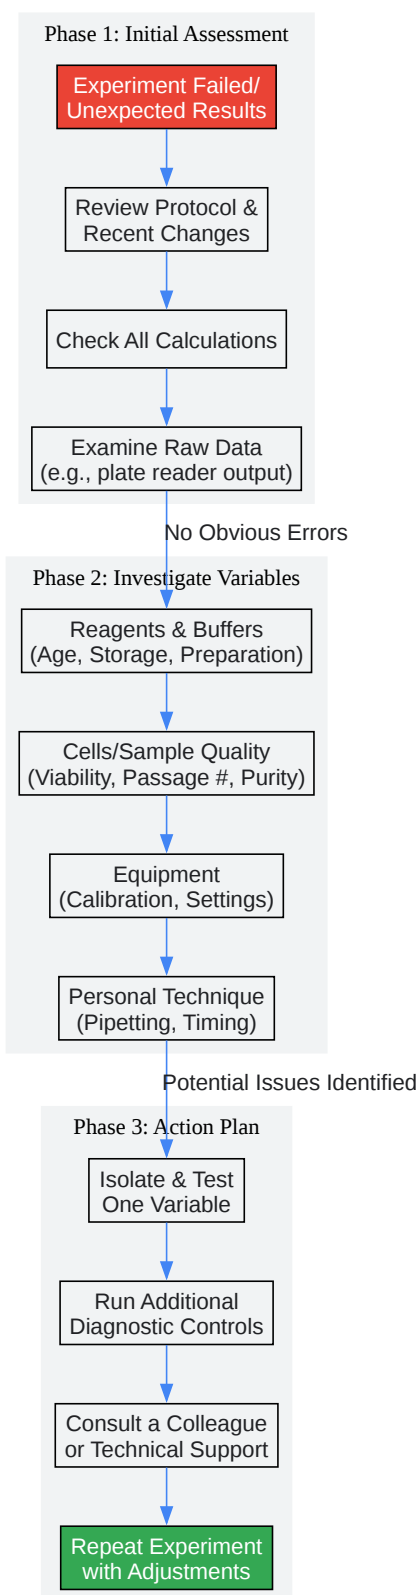 Phase 1: Initial Assessment
Experiment Failed/
Unexpected Results
Review Protocol &
Recent Changes
Check All Calculations
Examine Raw Data
(e.g., plate reader output)
No Obvious Errors
Phase 2: Investigate Variables
Reagents & Buffers
(Age, Storage, Preparation)
Cells/Sample Quality
(Viability, Passage #, Purity)
Equipment
(Calibration, Settings)
Personal Technique
(Pipetting, Timing)
Potential Issues Identified
Phase 3: Action Plan
Isolate & Test
One Variable
Run Additional
Diagnostic Controls
Consult a Colleague
or Technical Support
Repeat Experiment
with Adjustments